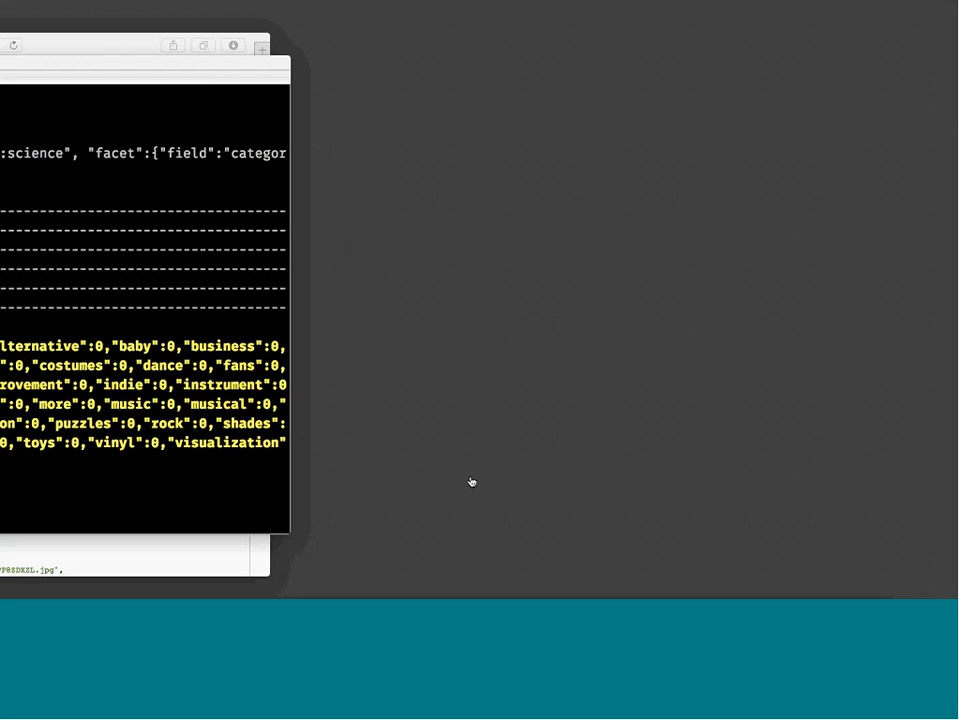 :science", "facet":{"field":"categor
------------------------------------
------------------------------------
------------------------------------
------------------------------------
------------------------------------
------------------------------------
lternative":0,"baby":0,"business":0,
":0,"costumes":0,"dance":0,"fans":0,
rovement":0,"indie":0,"instrument":0
":0,"more":0,"music":0,"musical":0,"
on":0,"puzzles":0,"rock":0,"shades":
0,"toys":0,"vinyl":0,"visualization"
P8ZDXZL.jpg",